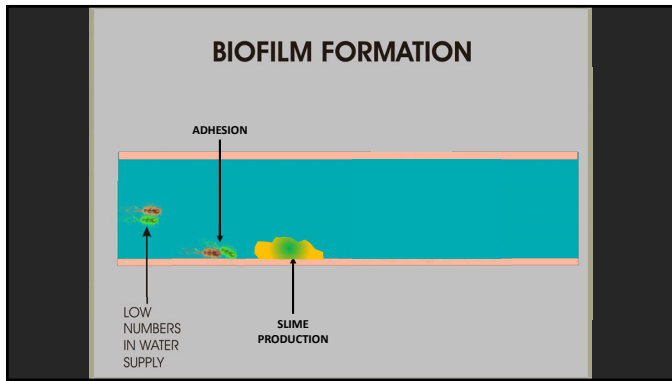 BIOFILM FORMATION
ADHESION
LOW
NUMBERS
IN WATER
SUPPLY
SLIME
PRODUCTION